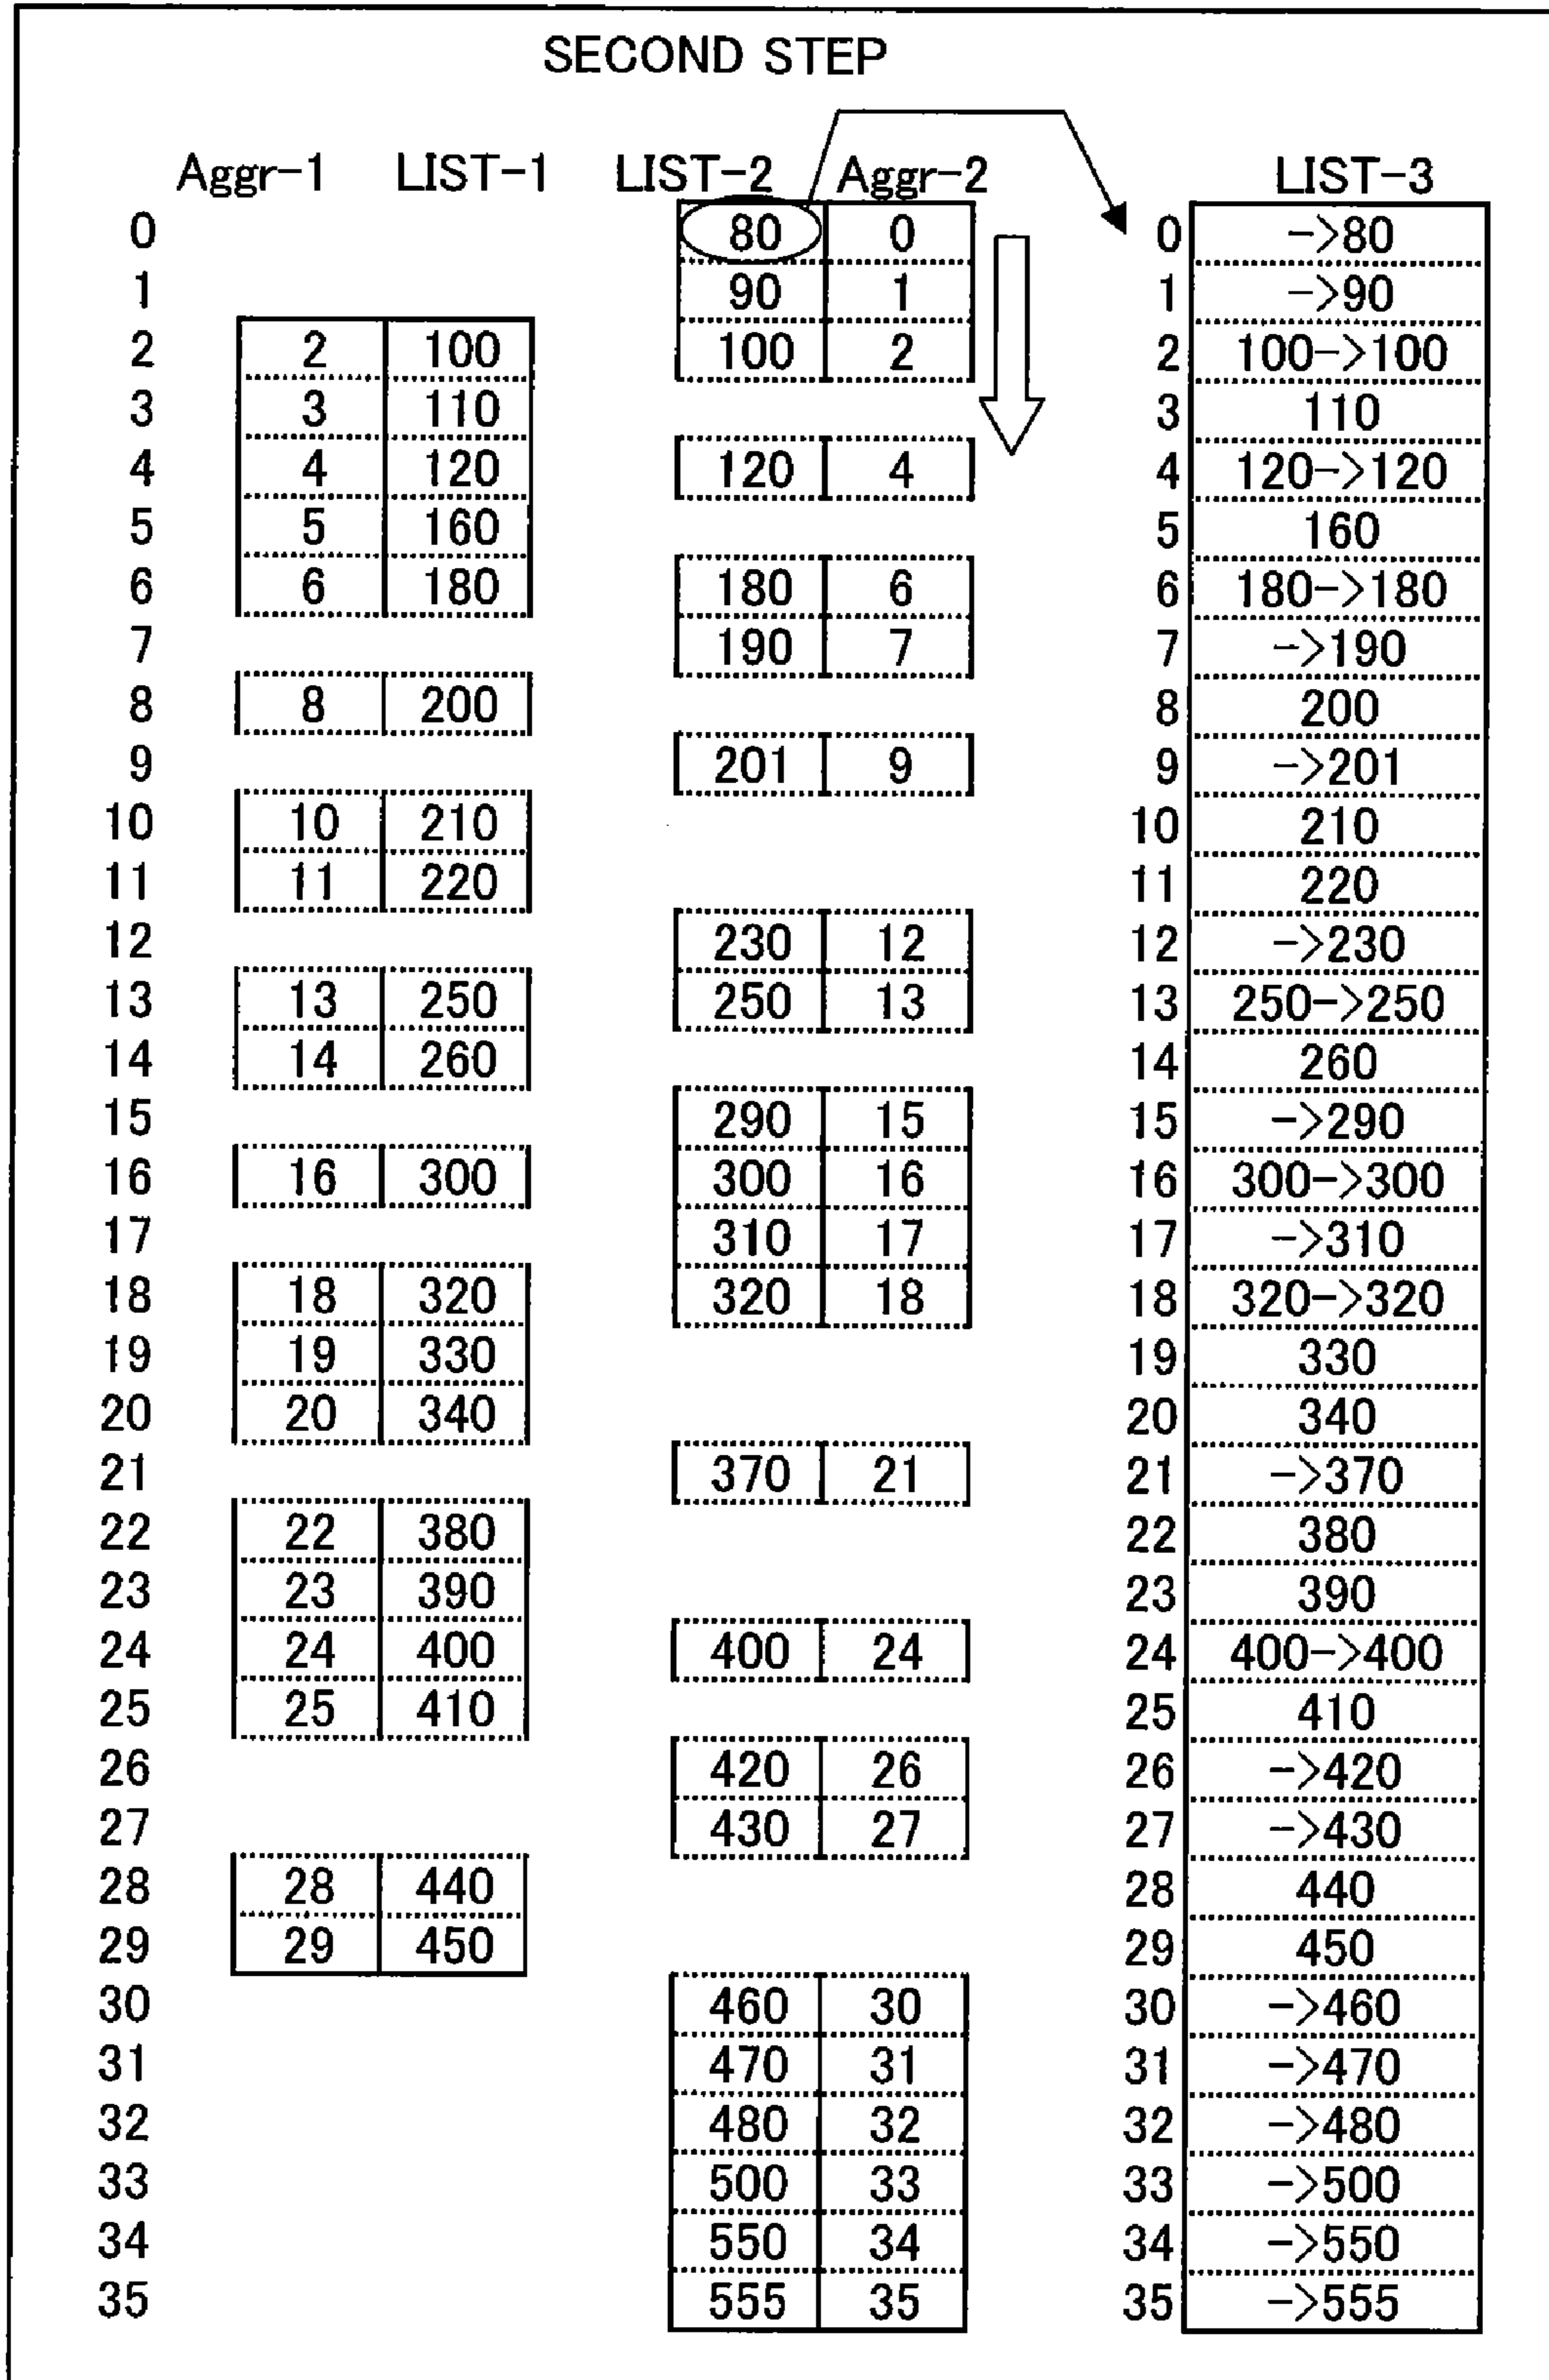 SECOND STEP
Aggr-1 LIST-1 LIST-2 Aggr-2 LIST-3
0 80 0 0 ->80
1 90 1 1 ->90
2 2 100 100 2 2 100->100
3 3 110 3 110
4 4 120 120 4 4 120->120
5 5 160 5 160
6 6 180 180 6 6 180->180
7 190 7 7 ->190
8 8 200 8 200
9 201 9 9 ->201
10 10 210 10 210
11 11 220 11 220
12 230 12 12 ->230
13 13 250 250 13 13 250->250
14 14 260 14 260
15 290 15 15 ->290
16 16 300 300 16 16 300->300
17 310 17 17 ->310
18 18 320 320 18 18 320->320
19 19 330 19 330
20 20 340 20 340
21 370 21 21 ->370
22 22 380 22 380
23 23 390 23 390
24 24 400 400 24 24 400->400
25 25 410 25 410
26 420 26 26 ->420
27 430 27 27 ->430
28 28 440 28 440
29 29 450 29 450
30 460 30 30 ->460
31 470 31 31 ->470
32 480 32 32 ->480
33 500 33 33 ->500
34 550 34 34 ->550
35 555 35 35 ->555